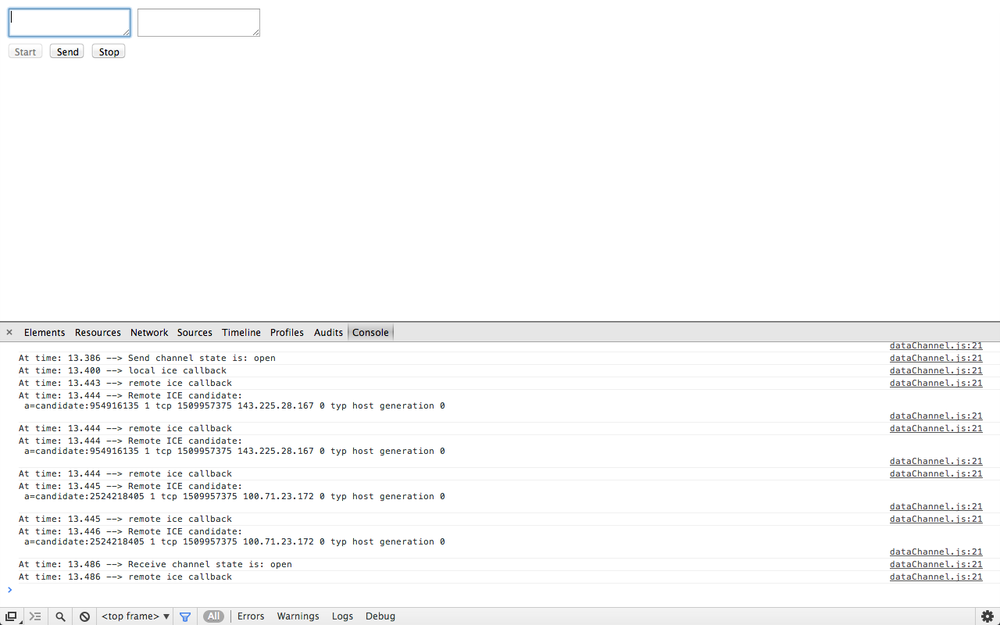 Start Send Stop
× Elements Resources Network Sources Timeline Profiles Audits Console
dataChannel.js:21
At time: 13.386 --> Send channel state is: open dataChannel.js:21
At time: 13.400 --> local ice callback dataChannel.js:21
At time: 13.443 --> remote ice callback dataChannel.js:21
At time: 13.444 --> Remote ICE candidate:
a=candidate:954916135 1 tcp 1509957375 143.225.28.167 0 typ host generation 0
dataChannel.js:21
At time: 13.444 --> remote ice callback dataChannel.js:21
At time: 13.444 --> Remote ICE candidate:
a=candidate:954916135 1 tcp 1509957375 143.225.28.167 0 typ host generation 0
dataChannel.js:21
At time: 13.444 --> remote ice callback dataChannel.js:21
At time: 13.445 --> Remote ICE candidate:
a=candidate:2524218405 1 tcp 1509957375 100.71.23.172 0 typ host generation 0
dataChannel.js:21
At time: 13.445 --> remote ice callback dataChannel.js:21
At time: 13.446 --> Remote ICE candidate:
a=candidate:2524218405 1 tcp 1509957375 100.71.23.172 0 typ host generation 0
dataChannel.js:21
At time: 13.486 --> Receive channel state is: open dataChannel.js:21
At time: 13.486 --> remote ice callback dataChannel.js:21
>
<top frame> ▼ All Errors Warnings Logs Debug